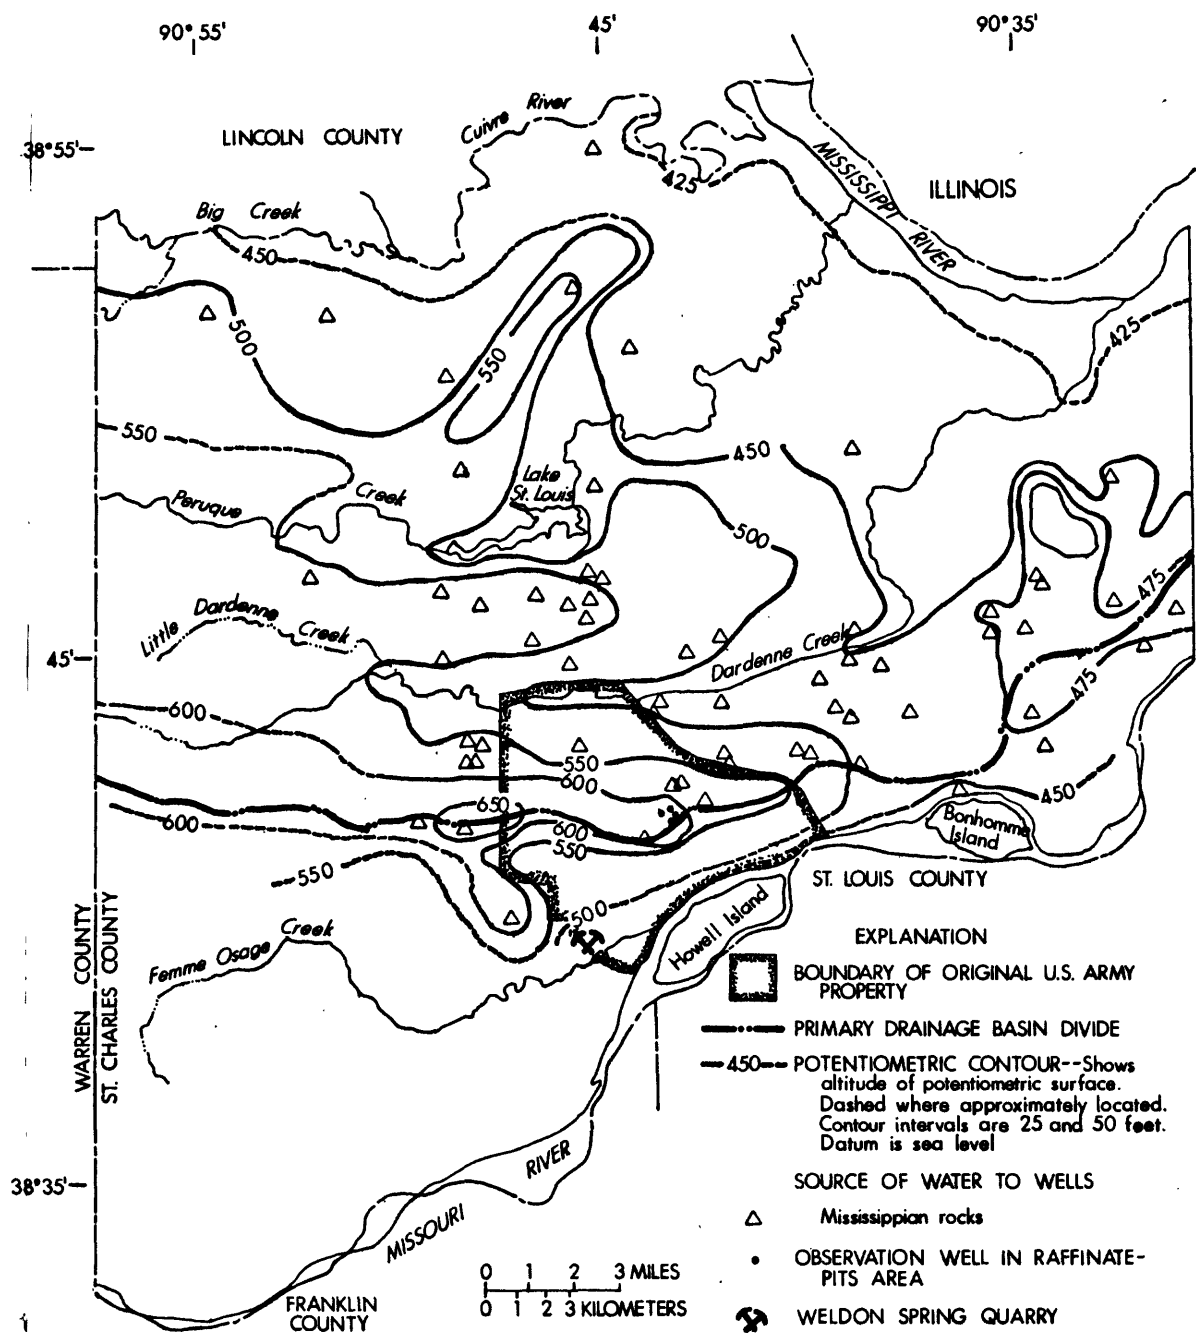 90° 55'
45'
90° 35'
38° 55'
LINCOLN COUNTY
Cuivre River
425
MISSISSIPPI
RIVER
ILLINOIS
Big Creek
450
500
550
425
550
Lake
St. Louis
450
Peruque Creek
500
475
Little Dardenne Creek
45'
Dardenne Creek
475
600
550
600
650
600
600
550
450
Bonhomme
Island
550
500
ST. LOUIS COUNTY
Howell Island
Femme Osage Creek
WARREN COUNTY
ST. CHARLES COUNTY
EXPLANATION
BOUNDARY OF ORIGINAL U.S. ARMY
PROPERTY
PRIMARY DRAINAGE BASIN DIVIDE
—450-- POTENTIOMETRIC CONTOUR--Shows
altitude of potentiometric surface.
Dashed where approximately located.
Contour intervals are 25 and 50 feet.
Datum is sea level
38° 35'
SOURCE OF WATER TO WELLS
Mississippian rocks
OBSERVATION WELL IN RAFFINATE-
PITS AREA
WELDON SPRING QUARRY
MISSOURI RIVER
FRANKLIN
COUNTY
0 1 2 3 MILES
0 1 2 3 KILOMETERS